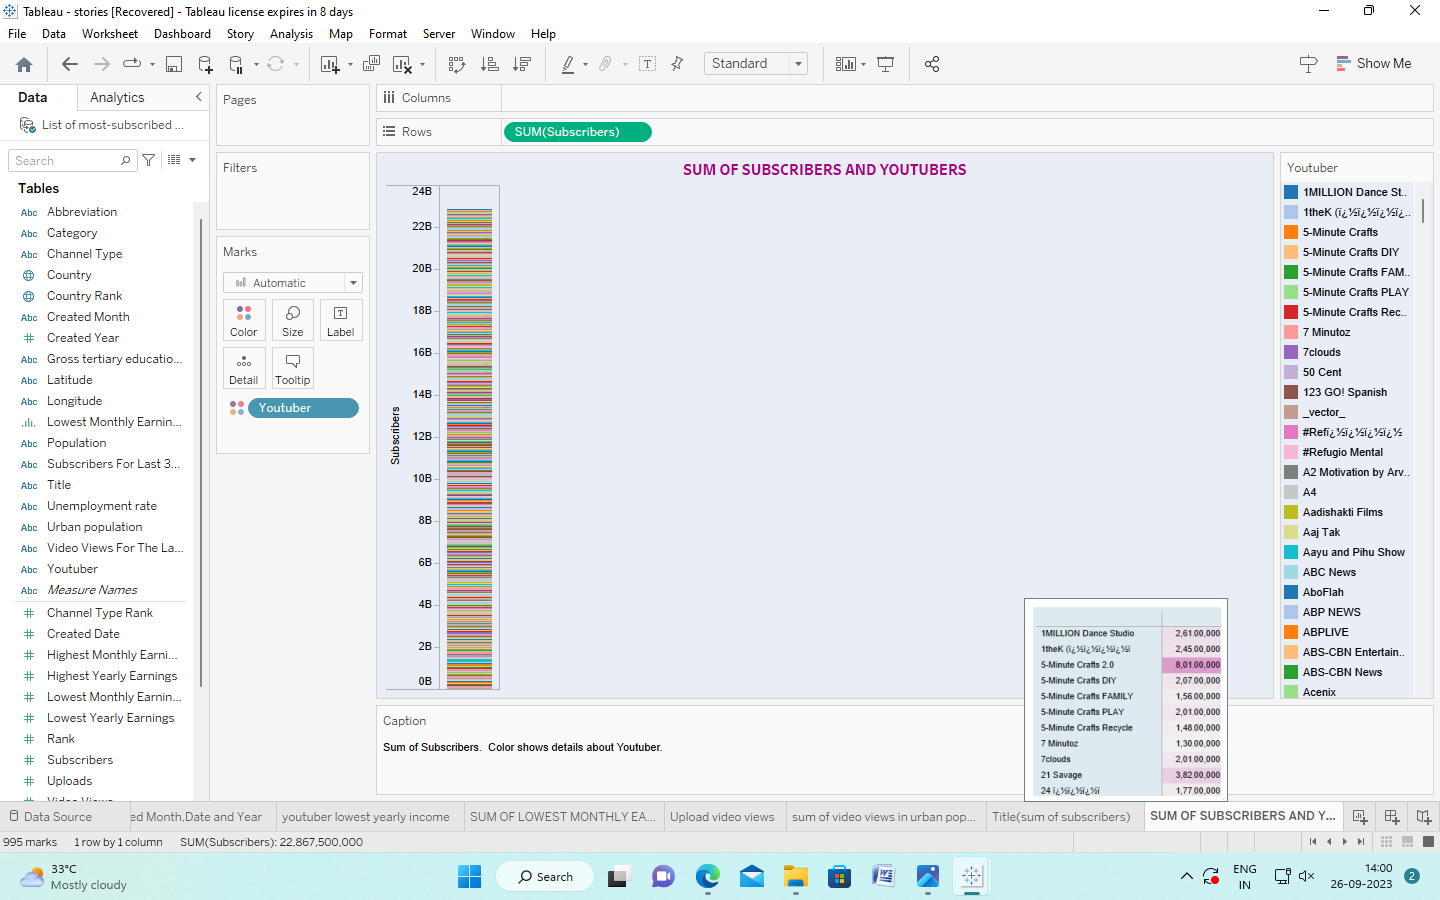 Tableau - stories [Recovered] - Tableau license expires in 8 days
File Data Worksheet Dashboard Story Analysis Map Format Server Window Help
Standard
Show Me
Data Analytics
List of most-subscribed ...
Search
Tables
Abc Abbreviation
Abc Category
Abc Channel Type
Country
Country Rank
Abc Created Month
# Created Year
Abc Gross tertiary educatio...
Abc Latitude
Abc Longitude
Lowest Monthly Earnin...
Abc Population
Abc Subscribers For Last 3...
Abc Title
Abc Unemployment rate
Abc Urban population
Abc Video Views For The La...
Abc Youtuber
Abc Measure Names
# Channel Type Rank
# Created Date
# Highest Monthly Earni...
# Highest Yearly Earnings
# Lowest Monthly Earnin...
# Lowest Yearly Earnings
# Rank
# Subscribers
# Uploads
Pages
Filters
Marks
Automatic
Color Size Label
Detail Tooltip
Youtuber
Columns
Rows SUM(Subscribers)
SUM OF SUBSCRIBERS AND YOUTUBERS
24B
22B
20B
18B
16B
14B
12B
10B
8B
6B
4B
2B
0B
Subscribers
Caption
Sum of Subscribers. Color shows details about Youtuber.
1MILLION Dance Studio 2,61,00,000
1theK (ï¿½ï¿½ï¿½ï¿½ï 2,45,00,000
5-Minute Crafts 2.0 8,01,00,000
5-Minute Crafts DIY 2,07,00,000
5-Minute Crafts FAMILY 1,56,00,000
5-Minute Crafts PLAY 2,01,00,000
5-Minute Crafts Recycle 1,48,00,000
7 Minutoz 1,30,00,000
7clouds 2,01,00,000
21 Savage 3,82,00,000
24 ï¿½ï¿½ï¿½ï 1,77,00,000
Youtuber
1MILLION Dance St..
1theK (ï¿½ï¿½ï¿½ï¿..
5-Minute Crafts
5-Minute Crafts DIY
5-Minute Crafts FAM..
5-Minute Crafts PLAY
5-Minute Crafts Rec..
7 Minutoz
7clouds
50 Cent
123 GO! Spanish
_vector_
#Refï¿½ï¿½ï¿½ï¿½
#Refugio Mental
A2 Motivation by Arv..
A4
Aadishakti Films
Aaj Tak
Aayu and Pihu Show
ABC News
AboFlah
ABP NEWS
ABPLIVE
ABS-CBN Entertain..
ABS-CBN News
Acenix
Data Source ed Month,Date and Year youtuber lowest yearly income SUM OF LOWEST MONTHLY EA... Upload video views sum of video views in urban pop... Title(sum of subscribers) SUM OF SUBSCRIBERS AND Y...
995 marks 1 row by 1 column SUM(Subscribers): 22,867,500,000
33°C
Mostly cloudy
Search
ENG
IN
14:00
26-09-2023
2